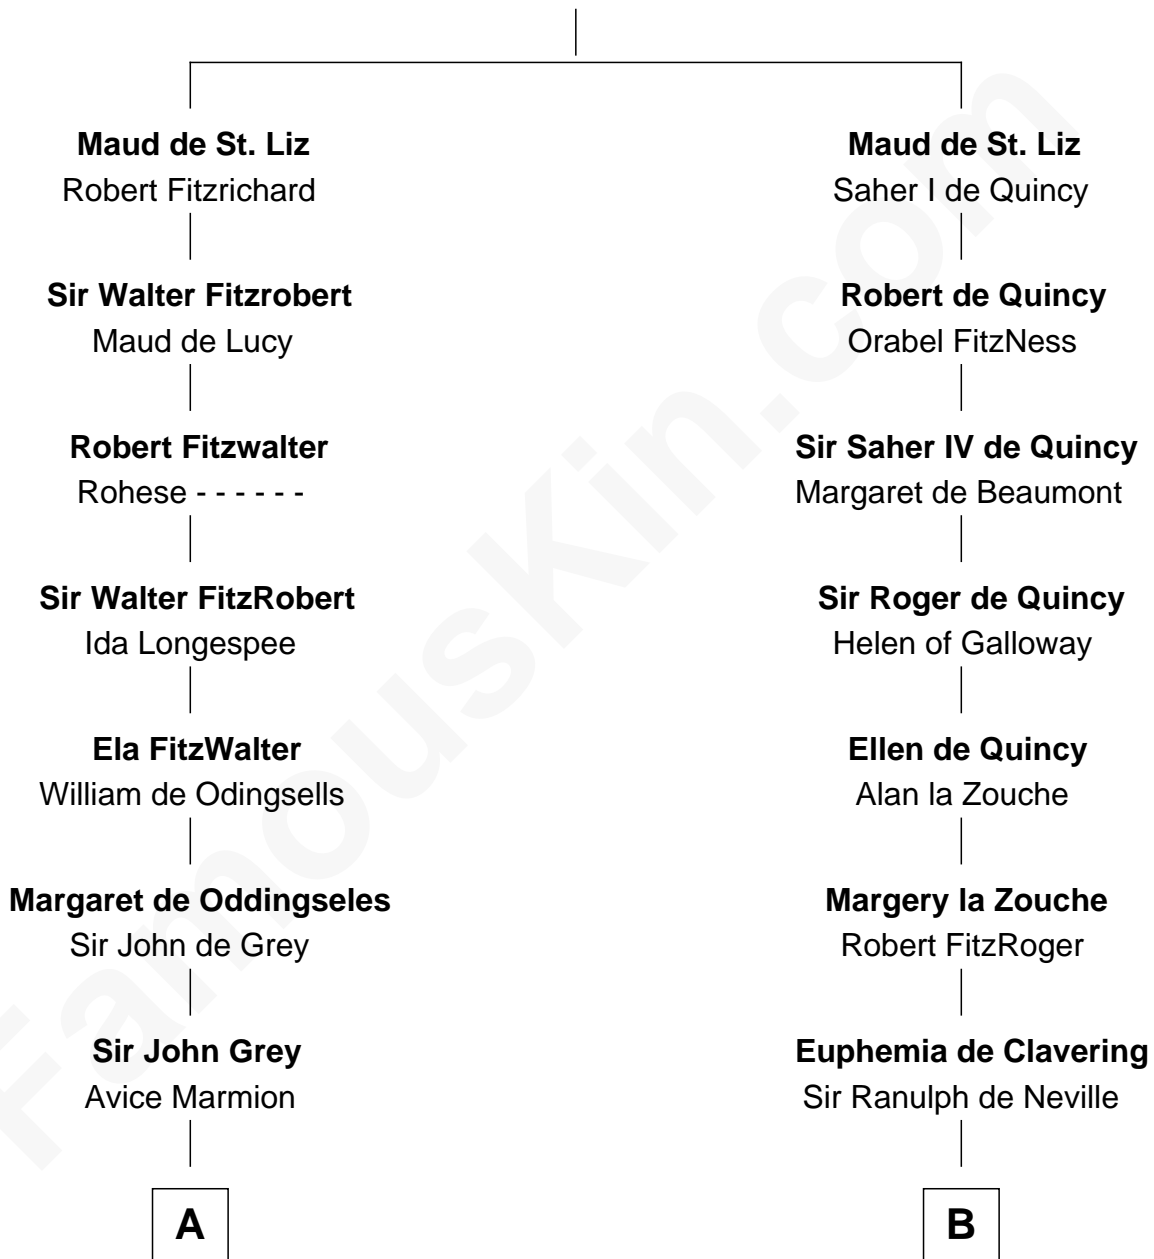 Maud de St. Liz
Robert Fitzrichard
Sir Walter Fitzrobert
Maud de Lucy
Robert Fitzwalter
Rohese - - - - - -
Sir Walter FitzRobert
Ida Longespee
Ela FitzWalter
William de Odingsells
Margaret de Oddingseles
Sir John de Grey
Sir John Grey
Avice Marmion
A
Maud de St. Liz
Saher I de Quincy
Robert de Quincy
Orabel FitzNess
Sir Saher IV de Quincy
Margaret de Beaumont
Sir Roger de Quincy
Helen of Galloway
Ellen de Quincy
Alan la Zouche
Margery la Zouche
Robert FitzRoger
Euphemia de Clavering
Sir Ranulph de Neville
B
FamousKin.com